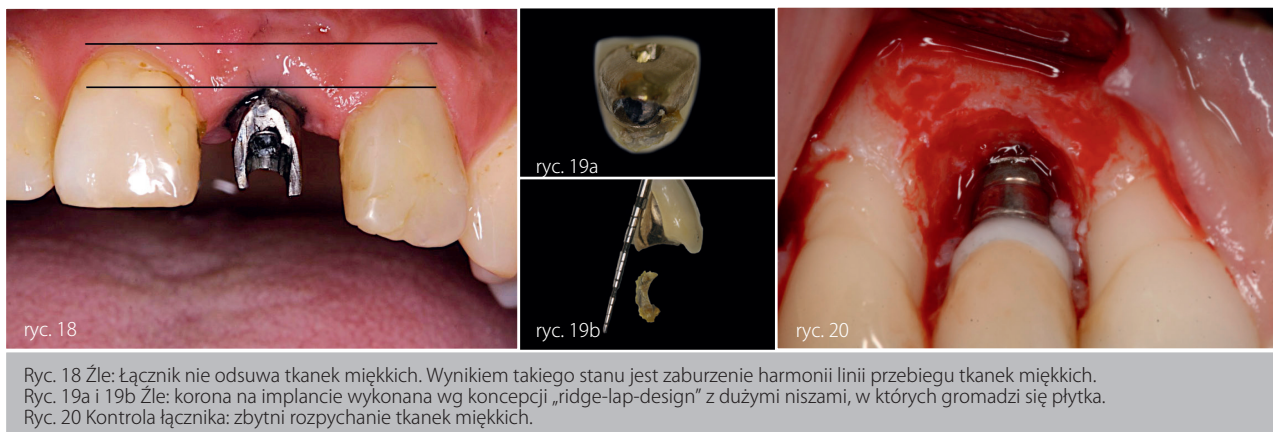 ryc. 18
ryc. 19a
ryc. 19b
ryc. 20
Ryc. 18 Źle: Łącznik nie odsuwa tkanek miękkich. Wynikiem takiego stanu jest zaburzenie harmonii linii przebiegu tkanek miękkich.
Ryc. 19a i 19b Źle: korona na implancie wykonana wg koncepcji „ridge-lap-design” z dużymi niszami, w których gromadzi się płytka.
Ryc. 20 Kontrola łącznika: zbytni rozpychanie tkanek miękkich.